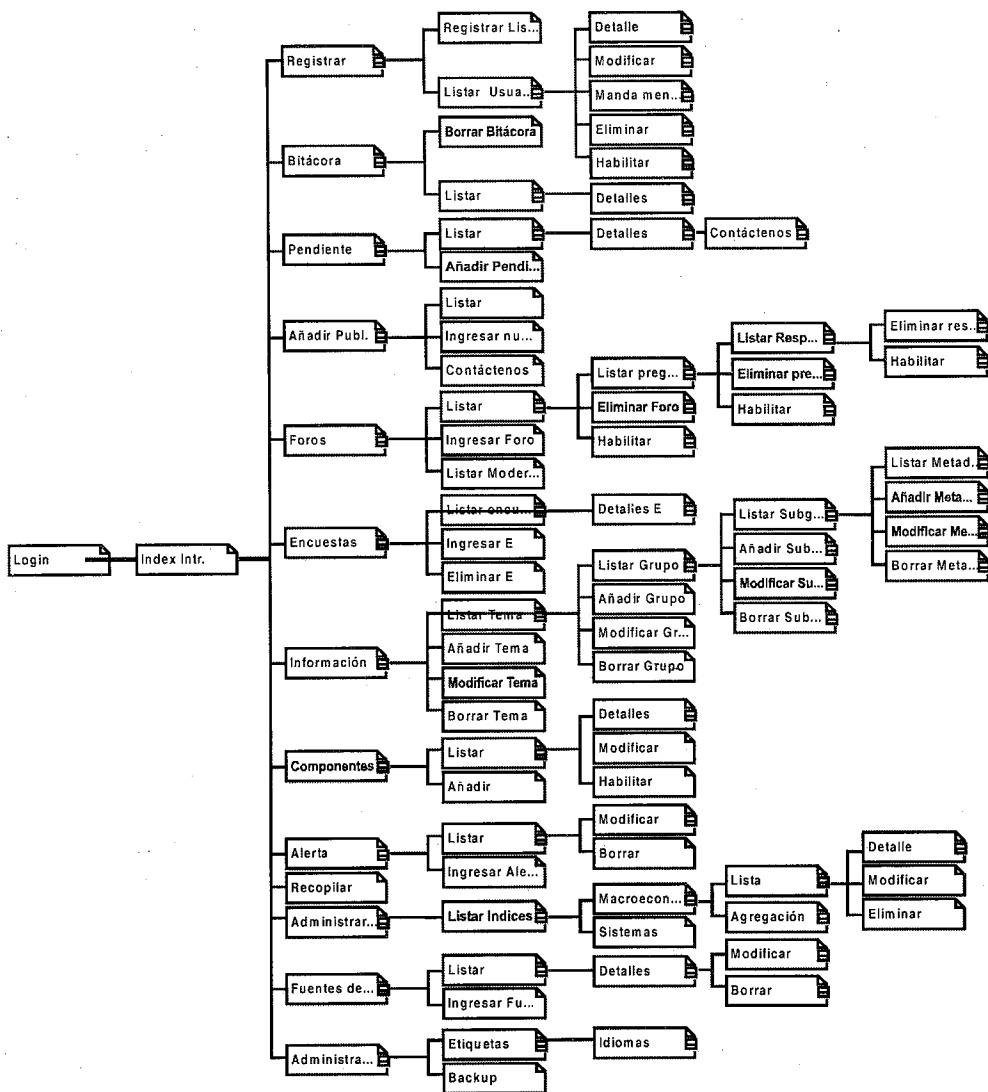 Login
Index Intr.
Registrar
Registrar Lis...
Listar Usua...
Detalle
Modificar
Manda men...
Eliminar
Habilitar
Bitácora
Borrar Bitácora
Listar
Detalles
Pendiente
Listar
Detalles
Contáctenos
Añadir Pendi...
Añadir Publ.
Listar
Ingresar nu...
Contáctenos
Foros
Listar
Listar preg...
Listar Resp...
Eliminar res...
Habilitar
Eliminar pre...
Habilitar
Eliminar Foro
Habilitar
Ingresar Foro
Listar Moder...
Encuestas
Listar encu...
Detalles E
Ingresar E
Eliminar E
Información
Listar Tema
Listar Grupo
Listar Subg...
Listar Metad...
Añadir Meta...
Modificar Me...
Borrar Meta...
Añadir Sub...
Modificar Su...
Borrar Sub...
Añadir Grupo
Modificar Gr...
Borrar Grupo
Añadir Tema
Modificar Tema
Borrar Tema
Componentes
Listar
Detalles
Modificar
Habilitar
Añadir
Alerta
Listar
Modificar
Borrar
Ingresar Ale...
Recopilar
Administrar...
Listar Indices
Macroecon...
Lista
Detalle
Modificar
Eliminar
Agregación
Sistemas
Fuentes de...
Listar
Detalles
Modificar
Borrar
Ingresar Fu...
Administra...
Etiquetas
Idiomas
Backup